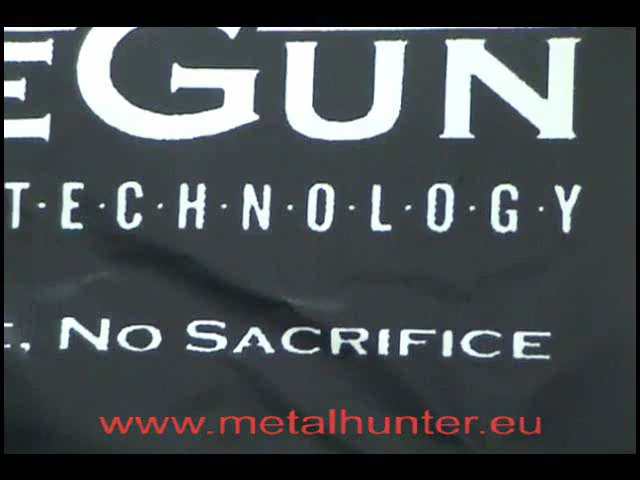 EGUN
T·E·C·H·N·O·L·O·G·Y
, NO SACRIFICE
www.metalhunter.eu